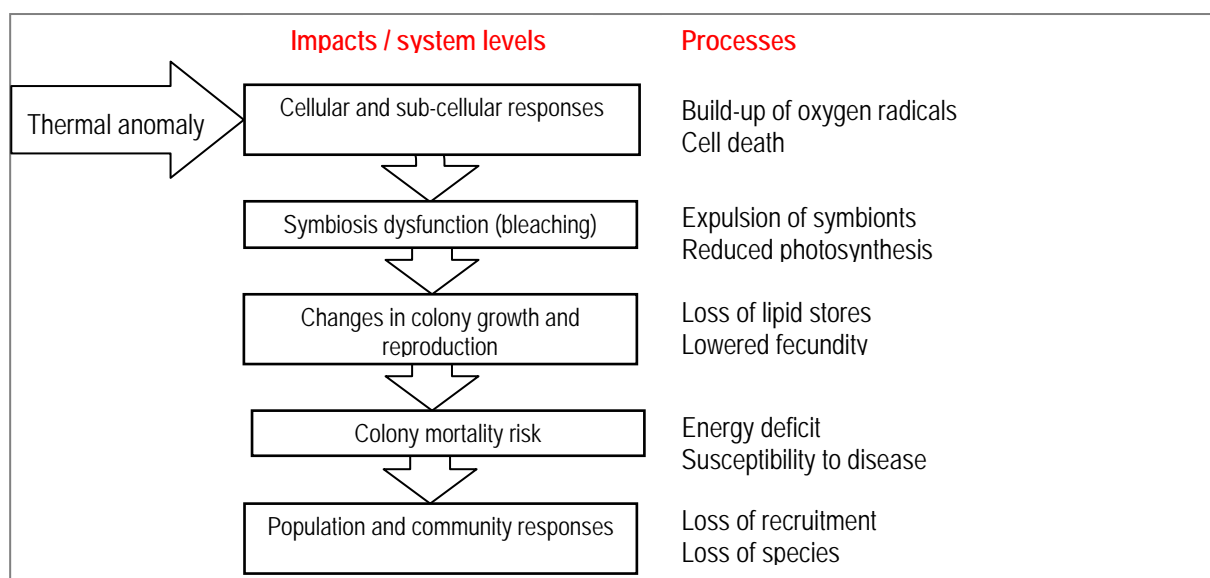 Impacts / system levels
Processes
Thermal anomaly
Cellular and sub-cellular responses
Build-up of oxygen radicals
Cell death
Symbiosis dysfunction (bleaching)
Expulsion of symbionts
Reduced photosynthesis
Changes in colony growth and
reproduction
Loss of lipid stores
Lowered fecundity
Colony mortality risk
Energy deficit
Susceptibility to disease
Population and community responses
Loss of recruitment
Loss of species